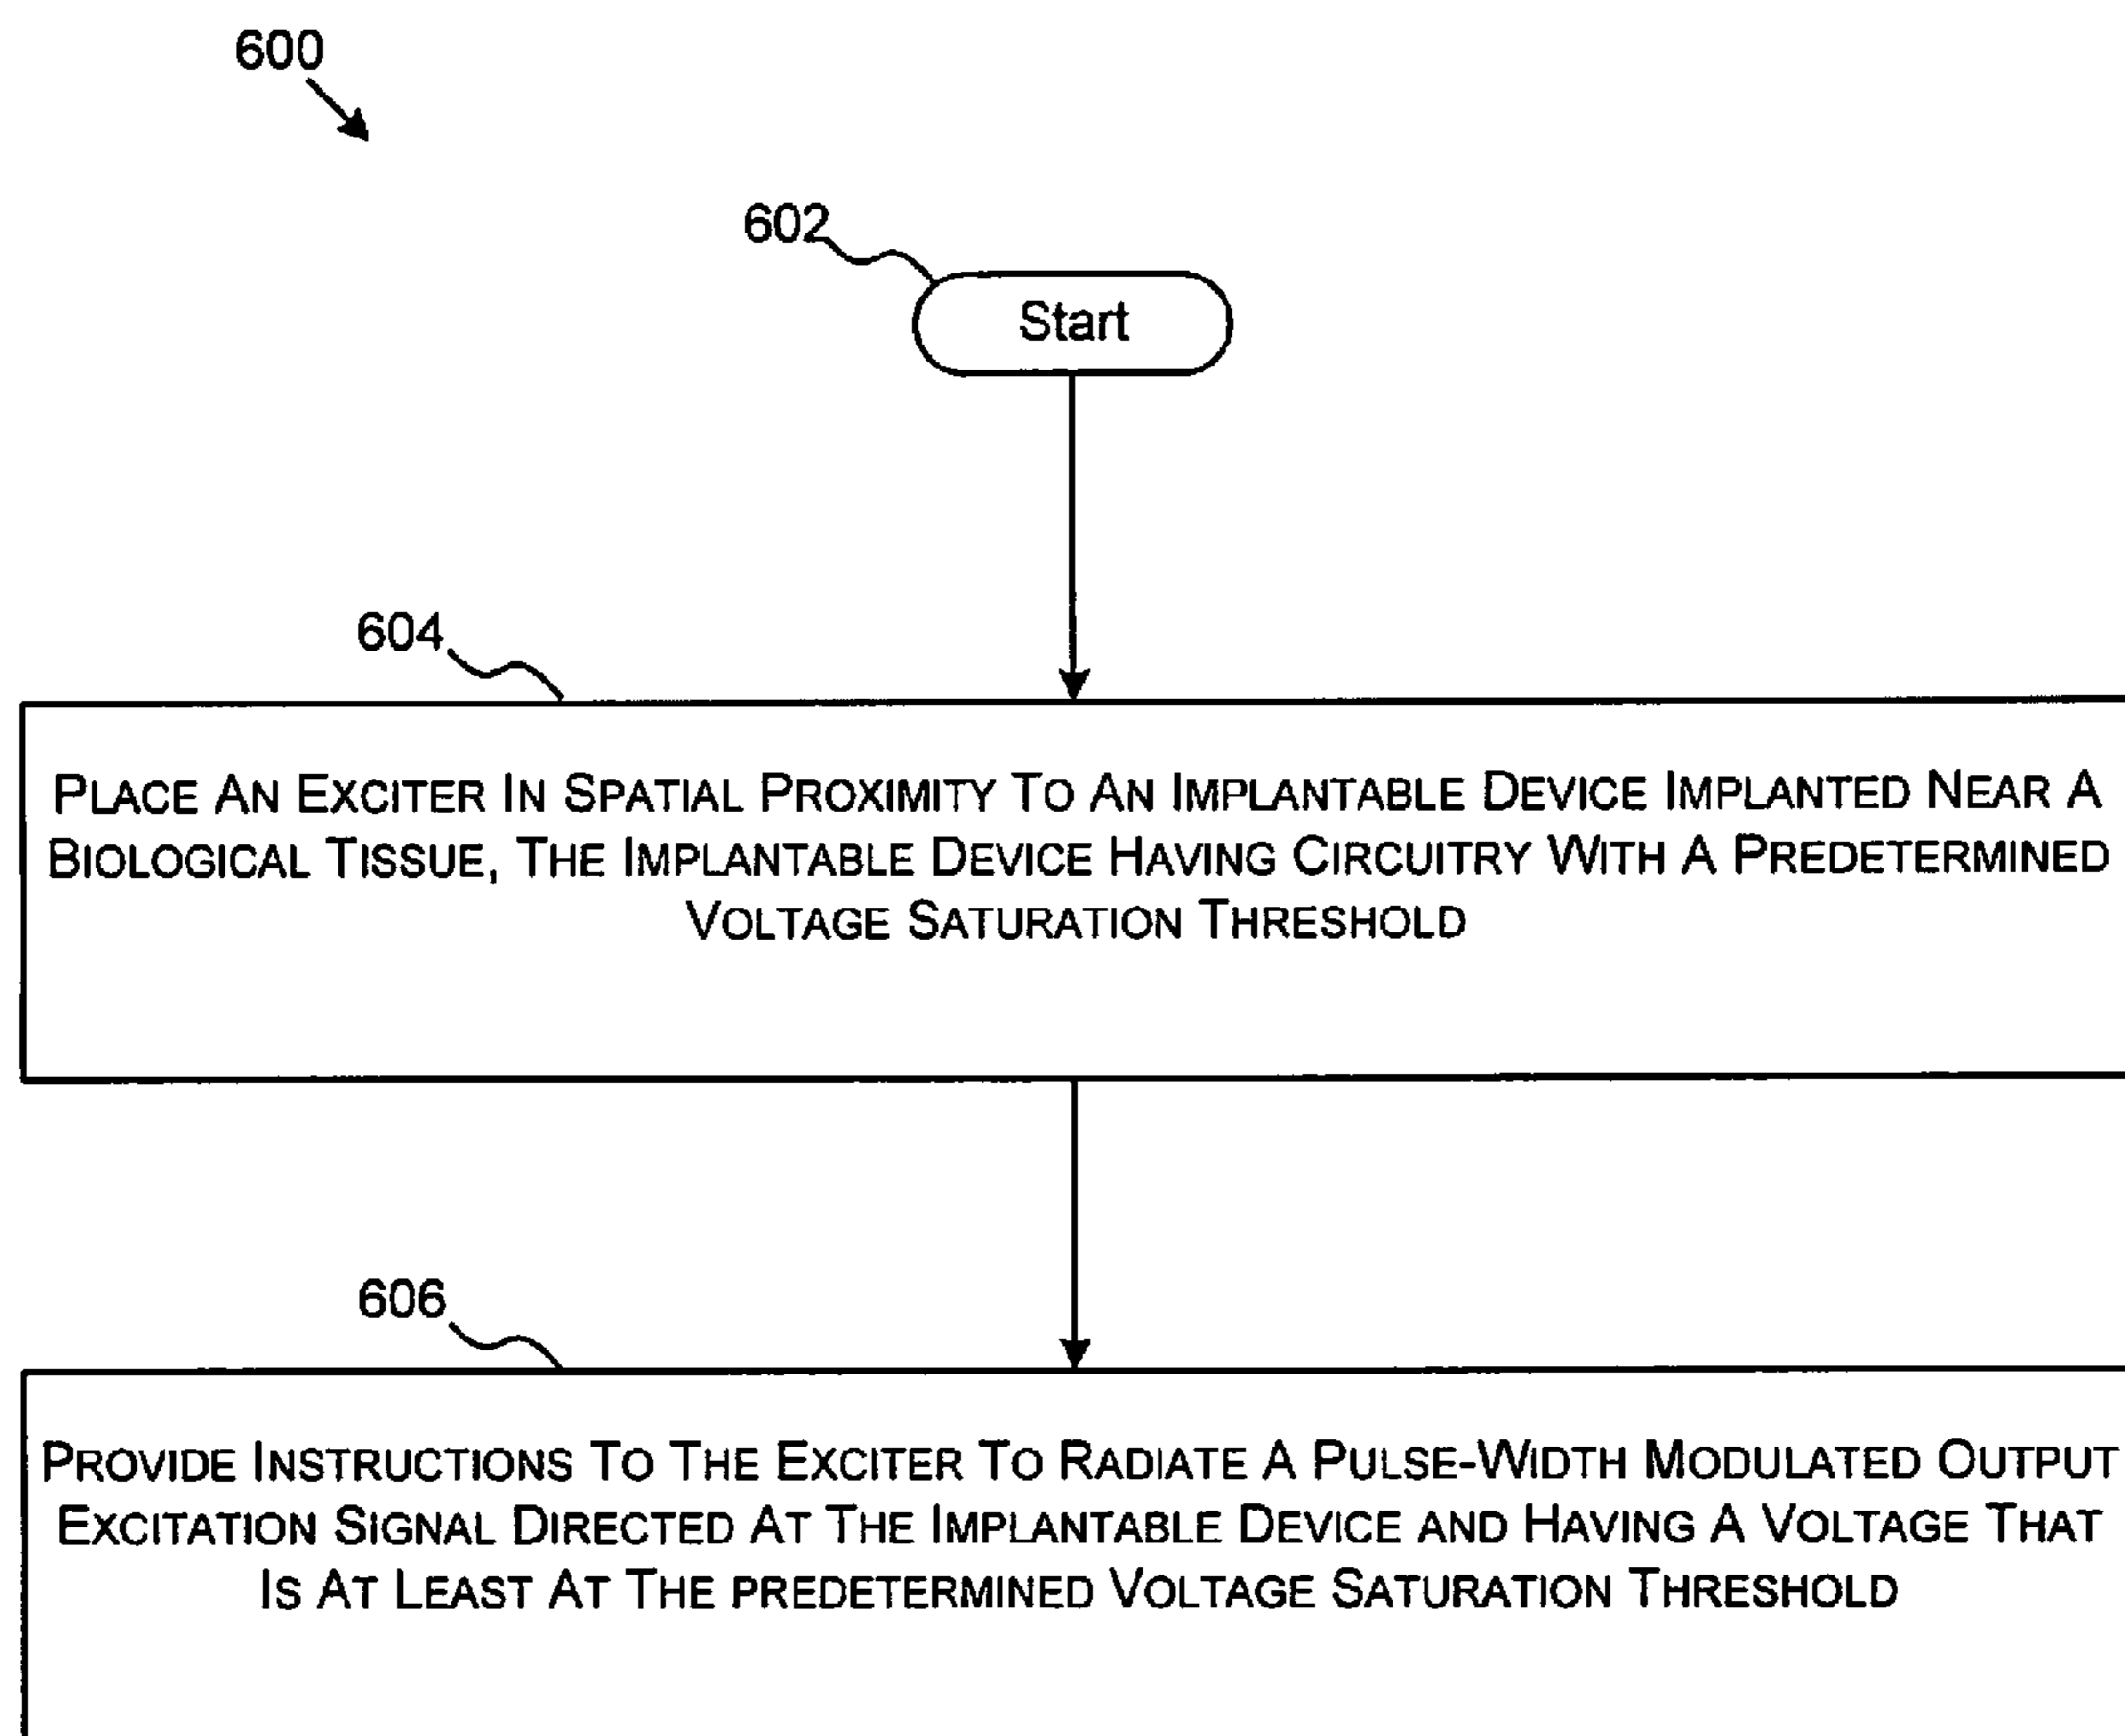 600
602
Start
604
PLACE AN EXCITER IN SPATIAL PROXIMITY TO AN IMPLANTABLE DEVICE IMPLANTED NEAR A
BIOLOGICAL TISSUE, THE IMPLANTABLE DEVICE HAVING CIRCUITRY WITH A PREDETERMINED
VOLTAGE SATURATION THRESHOLD
606
PROVIDE INSTRUCTIONS TO THE EXCITER TO RADIATE A PULSE-WIDTH MODULATED OUTPUT
EXCITATION SIGNAL DIRECTED AT THE IMPLANTABLE DEVICE AND HAVING A VOLTAGE THAT
IS AT LEAST AT THE PREDETERMINED VOLTAGE SATURATION THRESHOLD